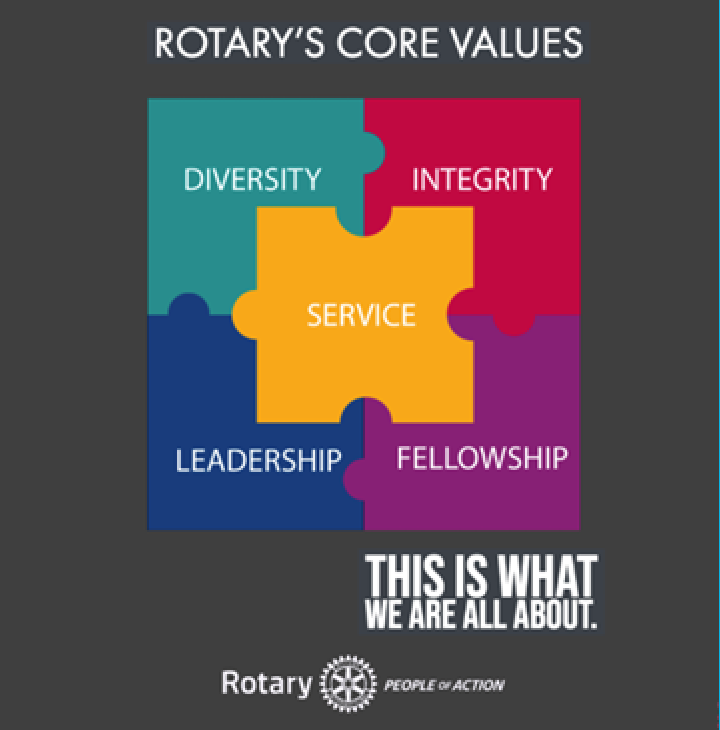 ROTARY'S CORE VALUES
DIVERSITY
INTEGRITY
SERVICE
LEADERSHIP
FELLOWSHIP
THIS IS WHAT
WE ARE ALL ABOUT.
Rotary PEOPLE OF ACTION